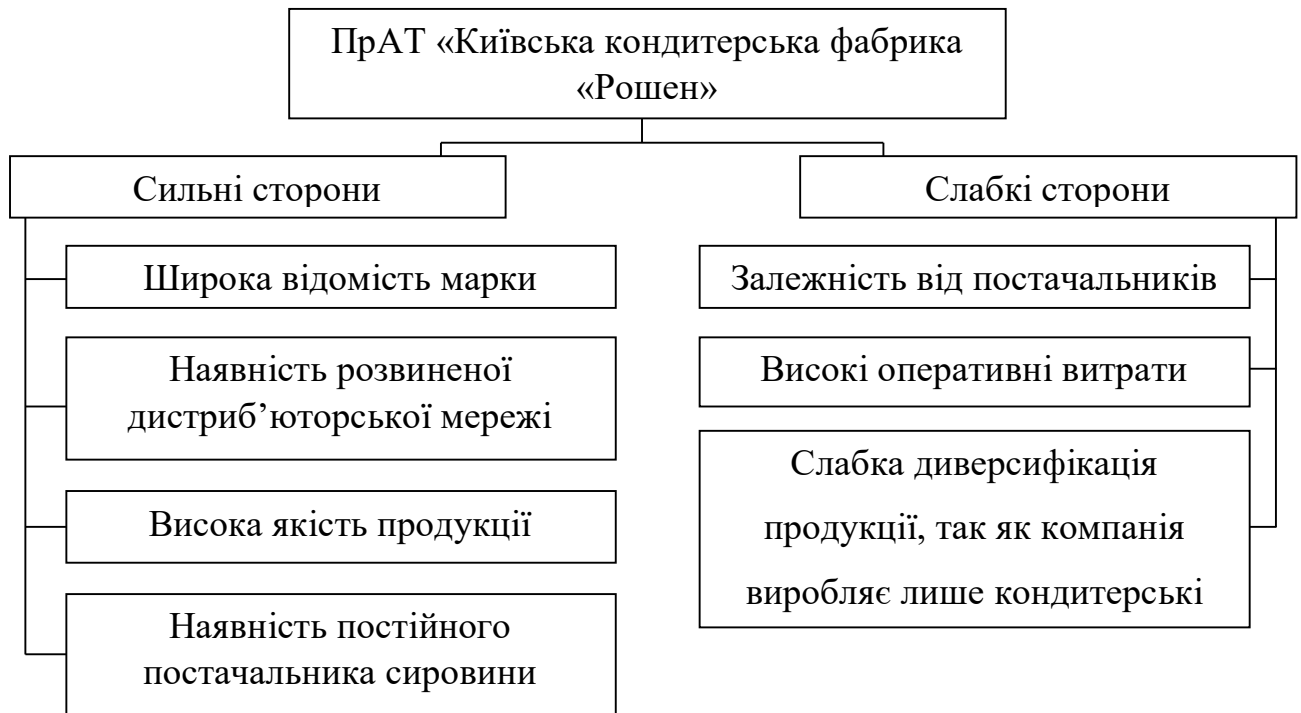 ПрАТ «Київська кондитерська фабрика
«Рошен»
Сильні сторони
Слабкі сторони
Широка відомість марки
Наявність розвиненої
дистриб’юторської мережі
Висока якість продукції
Наявність постійного
постачальника сировини
Залежність від постачальників
Високі оперативні витрати
Слабка диверсифікація
продукції, так як компанія
виробляє лише кондитерські